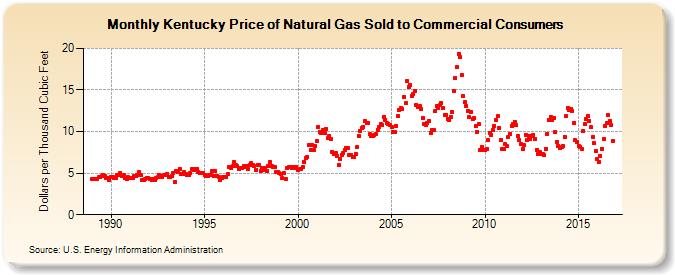 Monthly Kentucky Price of Natural Gas Sold to Commercial Consumers
Dollars per Thousand Cubic Feet
20
15
10
5
0
1990 1995 2000 2005 2010 2015
Source: U.S. Energy Information Administration